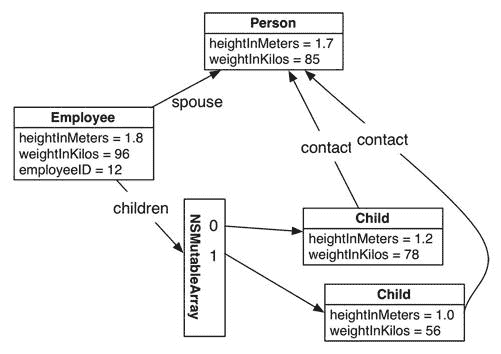 Person
heightInMeters = 1.7
weightInKilos = 85
spouse
Employee
heightInMeters = 1.8
weightInKilos = 96
employeeID = 12
contact
contact
children
NSMutableArray
0
1
Child
heightInMeters = 1.2
weightInKilos = 78
Child
heightInMeters = 1.0
weightInKilos = 56